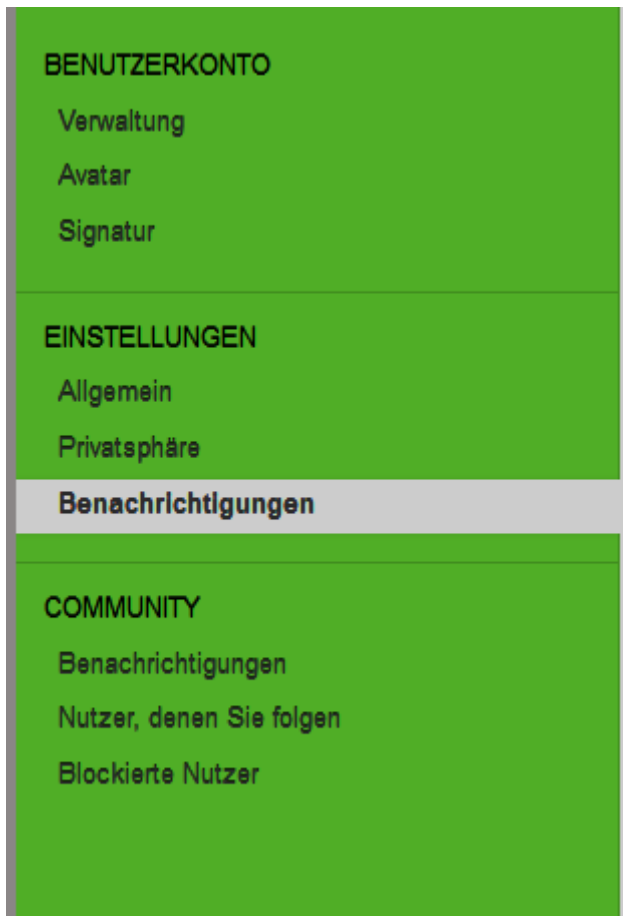 BENUTZERKONTO
Verwaltung
Avatar
Signatur
EINSTELLUNGEN
Allgemein
Privatsphäre
Benachrichtigungen
COMMUNITY
Benachrichtigungen
Nutzer, denen Sie folgen
Blockierte Nutzer